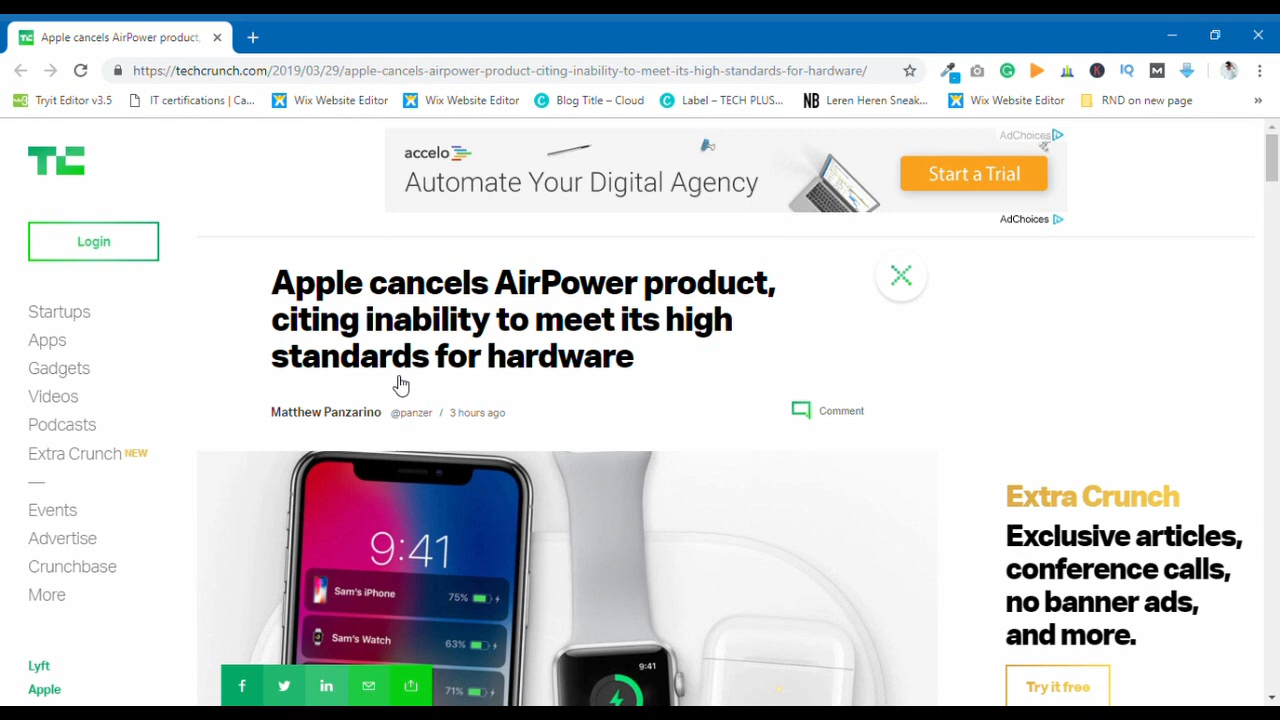 Apple cancels AirPower product,
https://techcrunch.com/2019/03/29/apple-cancels-airpower-product-citing-inability-to-meet-its-high-standards-for-hardware/
Tryit Editor v3.5
IT certifications | Ca...
Wix Website Editor
Wix Website Editor
Blog Title – Cloud
Label – TECH PLUS...
Leren Heren Sneak...
Wix Website Editor
RND on new page
»
TC
accelo
Automate Your Digital Agency
Start a Trial
AdChoices
AdChoices
Login
Startups
Apps
Gadgets
Videos
Podcasts
Extra Crunch NEW
—
Events
Advertise
Crunchbase
More
Lyft
Apple
Apple cancels AirPower product,
citing inability to meet its high
standards for hardware
Matthew Panzarino @panzer / 3 hours ago
Comment
9:41
Sam's iPhone 75%
Sam's Watch 63%
71%
9:41
Extra Crunch
Exclusive articles,
conference calls,
no banner ads,
and more.
Try it free